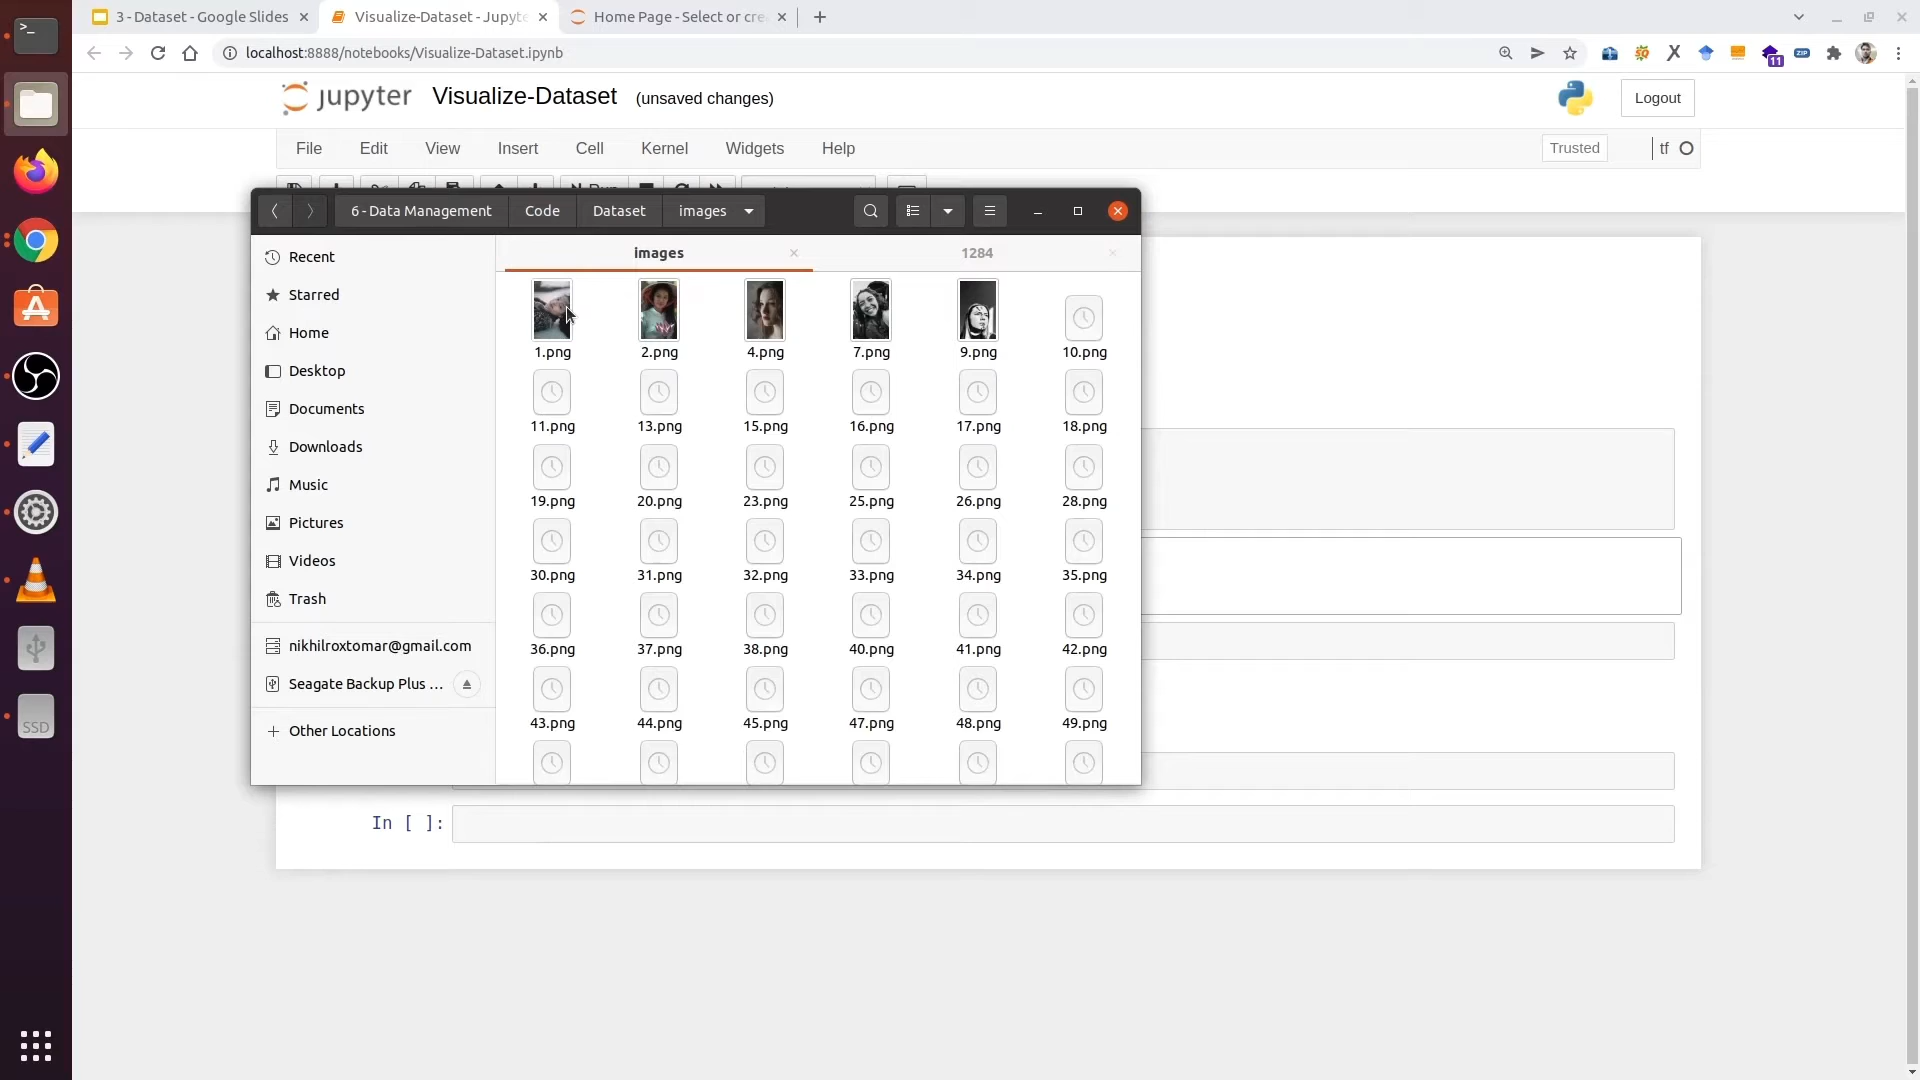 3 - Dataset - Google Slides
Visualize-Dataset - Jupyte
Home Page - Select or cre
localhost:8888/notebooks/Visualize-Dataset.ipynb
ZIP
11
jupyter Visualize-Dataset (unsaved changes)
Logout
File Edit View Insert Cell Kernel Widgets Help
Trusted
tf
6 - Data Management Code Dataset images
Recent
Starred
Home
Desktop
Documents
Downloads
Music
Pictures
Videos
Trash
nikhilroxtomar@gmail.com
Seagate Backup Plus ...
Other Locations
images 1284
1.png 2.png 4.png 7.png 9.png 10.png
11.png 13.png 15.png 16.png 17.png 18.png
19.png 20.png 23.png 25.png 26.png 28.png
30.png 31.png 32.png 33.png 34.png 35.png
36.png 37.png 38.png 40.png 41.png 42.png
43.png 44.png 45.png 47.png 48.png 49.png
In [ ]:
SSD